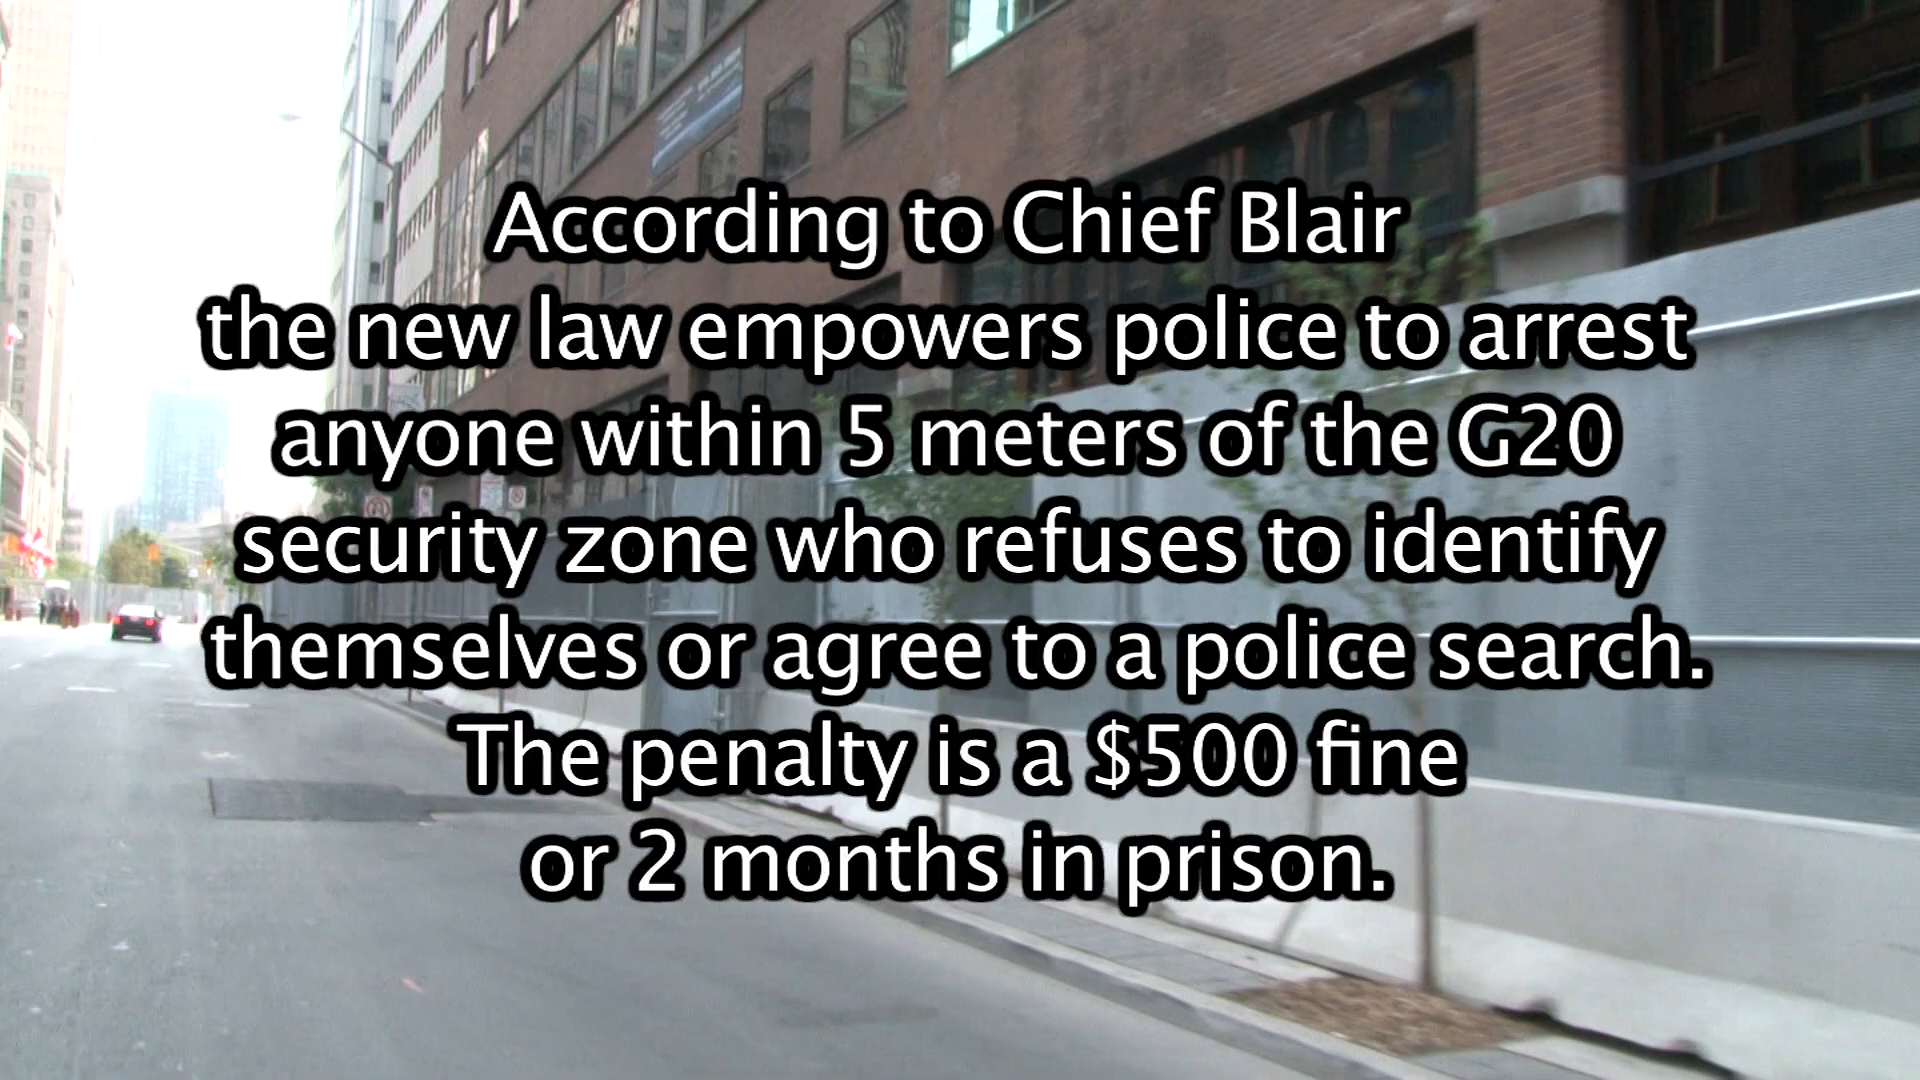 According to Chief Blair
the new law empowers police to arrest
anyone within 5 meters of the G20
security zone who refuses to identify
themselves or agree to a police search.
The penalty is a $500 fine
or 2 months in prison.